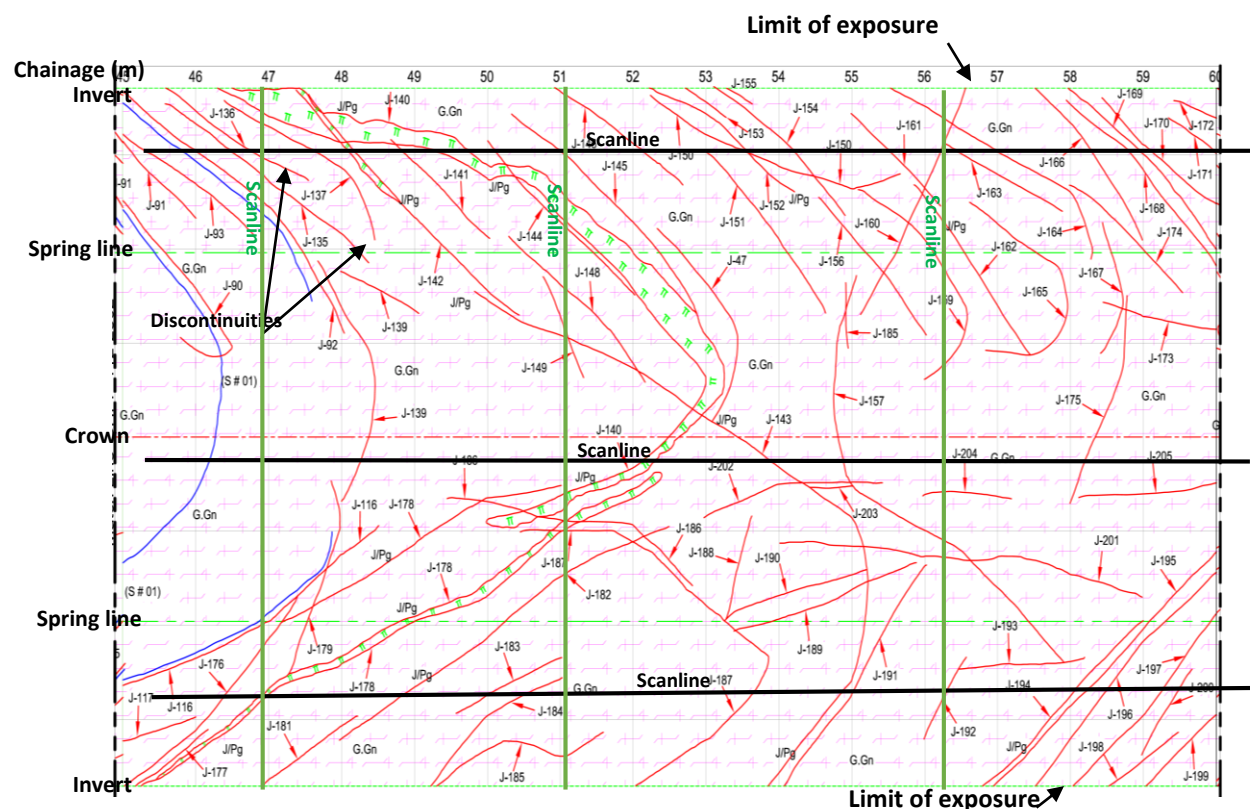 Limit of exposure
Chainage (m)
46 47 48 49 50 51 52 53 54 55 56 57 58 59 60
Invert
J-155
J-169
J/Pg
J-140
J-136
G.Gn
J-154
J-153
J-161
G.Gn
J-170
J-172
Scanline
J-150
J-150
J-166
J-171
J-145
J-141
J/Pg
J-137
-91
J-91
J/Pg
J-163
J-152
J/Pg
J-168
J-93
Scanline
Scanline
Scanline
J-135
J-144
G.Gn
J-151
J-160
J/Pg
J-164
J-174
Spring line
J-162
G.Gn
J-142
J-148
J-47
J-156
J-167
J-90
J/Pg
J-165
Discontinuities
J-139
J-185
J-92
J-173
J-149
G.Gn
G.Gn
(S # 01)
G.Gn
J-157
J-175
G.Gn
J-139
J/Pg
J-143
J-140
Crown
Scanline
J-204
G.Gn
J-205
J-202
J/Pg
J-116
J-178
G.Gn
J-203
J-186
J/Pg
J-188
J-190
J-201
J-195
J-178
J-182
(S # 01)
J/Pg
Spring line
J-193
J-179
J-183
J-189
J-176
J-197
J/Pg
Scanline
J-178
G.Gn
J-187
J-191
J-194
J-117
J-116
J-184
J-196
J-181
J-192
J/Pg
G.Gn
J/Pg
J/Pg
J-198
J-177
J-185
G.Gn
J-199
Invert
Limit of exposure